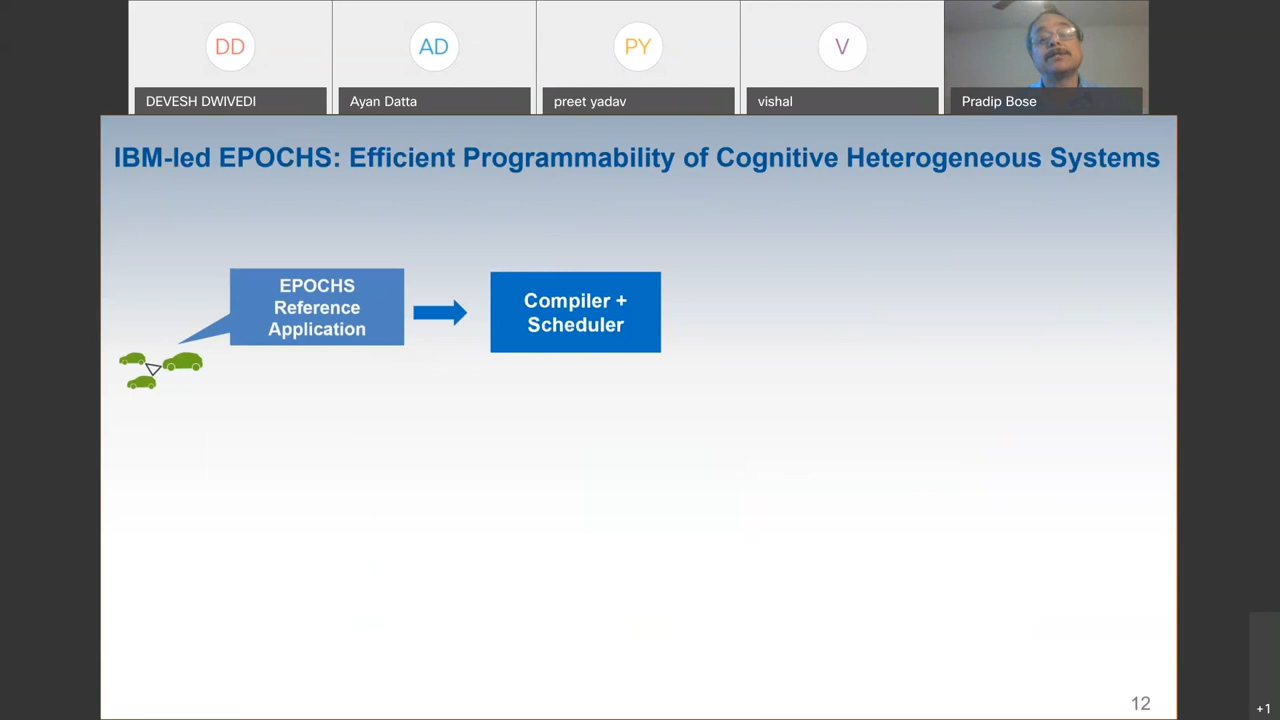 DD
AD
PY
V
DEVESH DWIVEDI
Ayan Datta
preet yadav
vishal
Pradip Bose
IBM-led EPOCHS: Efficient Programmability of Cognitive Heterogeneous Systems
EPOCHS
Reference
Application
Compiler +
Scheduler
12
+1